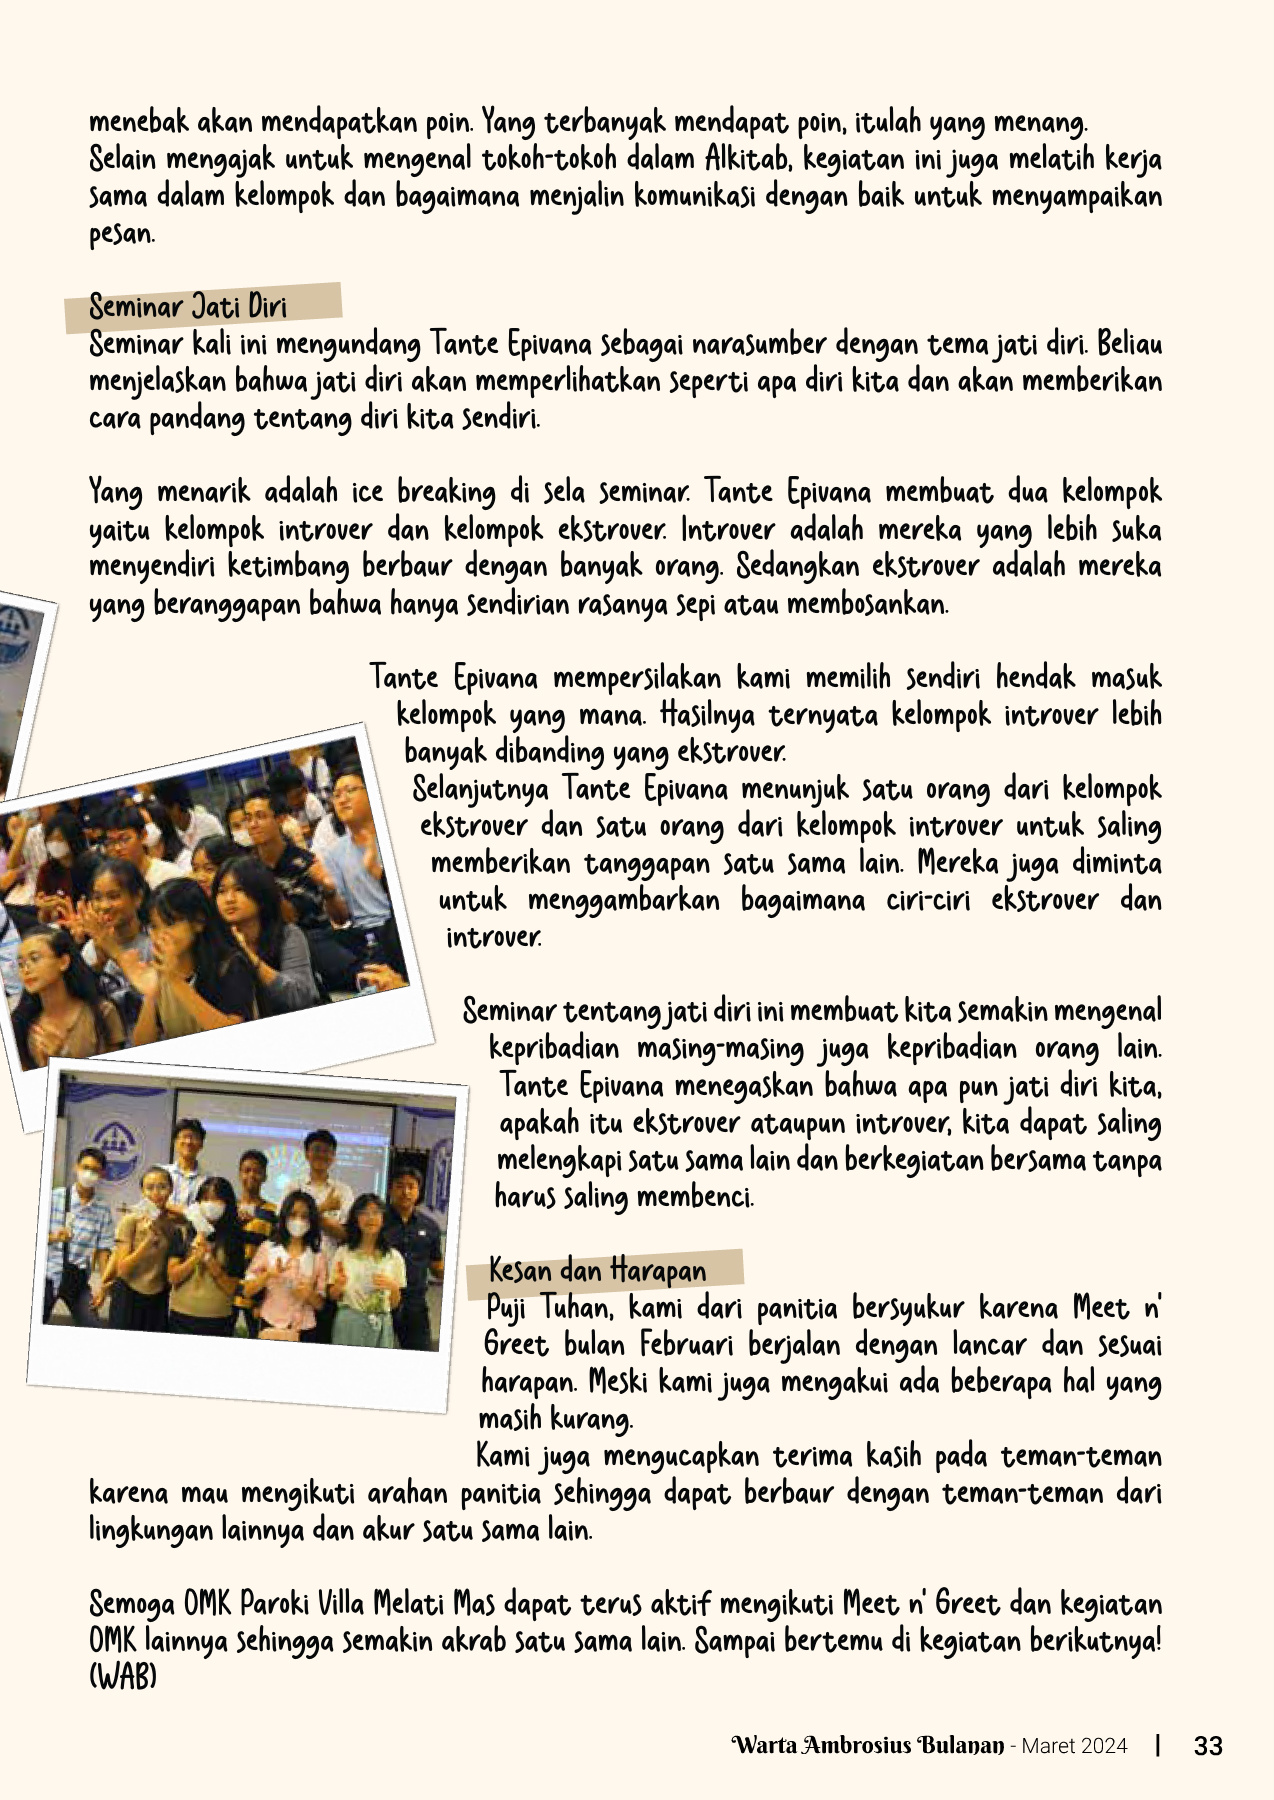 menebak akan mendapatkan poin. Yang terbanyak mendapat poin, itulah yang menang.
Selain mengajak untuk mengenal tokoh-tokoh dalam Alkitab, kegiatan ini juga melatih kerja
sama dalam kelompok dan bagaimana menjalin komunikasi dengan baik untuk menyampaikan
pesan.
Seminar Jati Diri
Seminar kali ini mengundang Tante Epivana sebagai narasumber dengan tema jati diri. Beliau
menjelaskan bahwa jati diri akan memperlihatkan seperti apa diri kita dan akan memberikan
cara pandang tentang diri kita sendiri.
Yang menarik adalah ice breaking di sela seminar. Tante Epivana membuat dua kelompok
yaitu kelompok introver dan kelompok ekstrover. Introver adalah mereka yang lebih suka
menyendiri ketimbang berbaur dengan banyak orang. Sedangkan ekstrover adalah mereka
yang beranggapan bahwa hanya sendirian rasanya sepi atau membosankan.
Tante Epivana mempersilakan kami memilih sendiri hendak masuk
kelompok yang mana. Hasilnya ternyata kelompok introver lebih
banyak dibanding yang ekstrover.
Selanjutnya Tante Epivana menunjuk satu orang dari kelompok
ekstrover dan satu orang dari kelompok introver untuk saling
memberikan tanggapan satu sama lain. Mereka juga diminta
untuk menggambarkan bagaimana ciri-ciri ekstrover dan
introver.
Seminar tentang jati diri ini membuat kita semakin mengenal
kepribadian masing-masing juga kepribadian orang lain.
Tante Epivana menegaskan bahwa apa pun jati diri kita,
apakah itu ekstrover ataupun introver, kita dapat saling
melengkapi satu sama lain dan berkegiatan bersama tanpa
harus saling membenci.
Kesan dan Harapan
Puji Tuhan, kami dari panitia bersyukur karena Meet n'
Greet bulan Februari berjalan dengan lancar dan sesuai
harapan. Meski kami juga mengakui ada beberapa hal yang
masih kurang.
Kami juga mengucapkan terima kasih pada teman-teman
karena mau mengikuti arahan panitia sehingga dapat berbaur dengan teman-teman dari
lingkungan lainnya dan akur satu sama lain.
Semoga OMK Paroki Villa Melati Mas dapat terus aktif mengikuti Meet n' Greet dan kegiatan
OMK lainnya sehingga semakin akrab satu sama lain. Sampai bertemu di kegiatan berikutnya!
(WAB)
Warta Ambrosius Bulanan - Maret 2024 | 33